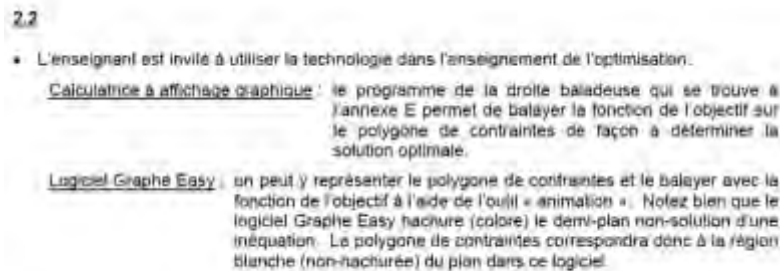 2.2
• L'enseignant est invité à utiliser la technologie dans l'enseignement de l'optimisation.
Calculatrice à affichage graphique : le programme de la droite baladeuse qui se trouve à
l'annexe E permet de balayer la fonction de l'objectif sur
le polygone de contraintes de façon à déterminer la
solution optimale.
Logiciel Graphe Easy : on peut y représenter le polygone de contraintes et le balayer avec la
fonction de l'objectif à l'aide de l'outil « animation ». Notez bien que le
logiciel Graphe Easy hachure (colore) le demi-plan non-solution d'une
inéquation. Le polygone de contraintes correspondra donc à la région
blanche (non-hachurée) du plan dans ce logiciel.